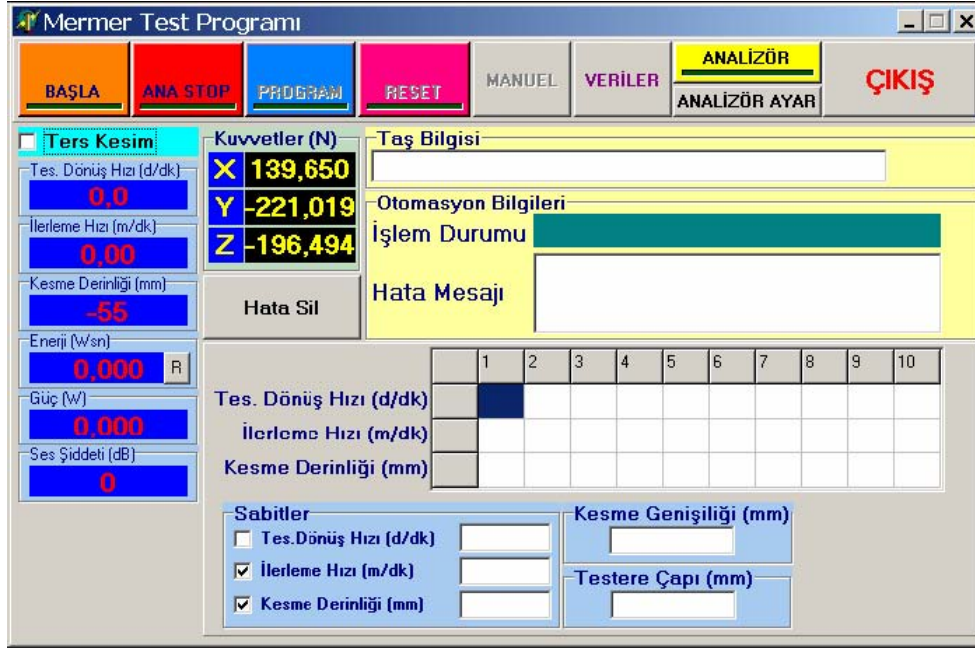 Mermer Test Programı
BAŞLA
ANA STOP
PROGRAM
RESET
MANUEL
VERİLER
ANALİZÖR
ANALİZÖR AYAR
ÇIKIŞ
Ters Kesim
Tes. Dönüş Hızı (d/dk)
0,0
İlerleme Hızı (m/dk)
0,00
Kesme Derinliği (mm)
-55
Enerji (Wsn)
0,000 R
Güç (W)
0,000
Ses Şiddeti (dB)
0
Kuvvetler (N)
X 139,650
Y -221,019
Z -196,494
Hata Sil
Taş Bilgisi
Otomasyon Bilgileri
İşlem Durumu
Hata Mesajı
1 2 3 4 5 6 7 8 9 10
Tes. Dönüş Hızı (d/dk)
İlerleme Hızı (m/dk)
Kesme Derinliği (mm)
Sabitler
Tes.Dönüş Hızı (d/dk)
İlerleme Hızı (m/dk)
Kesme Derinliği (mm)
Kesme Genişiliği (mm)
Testere Çapı (mm)